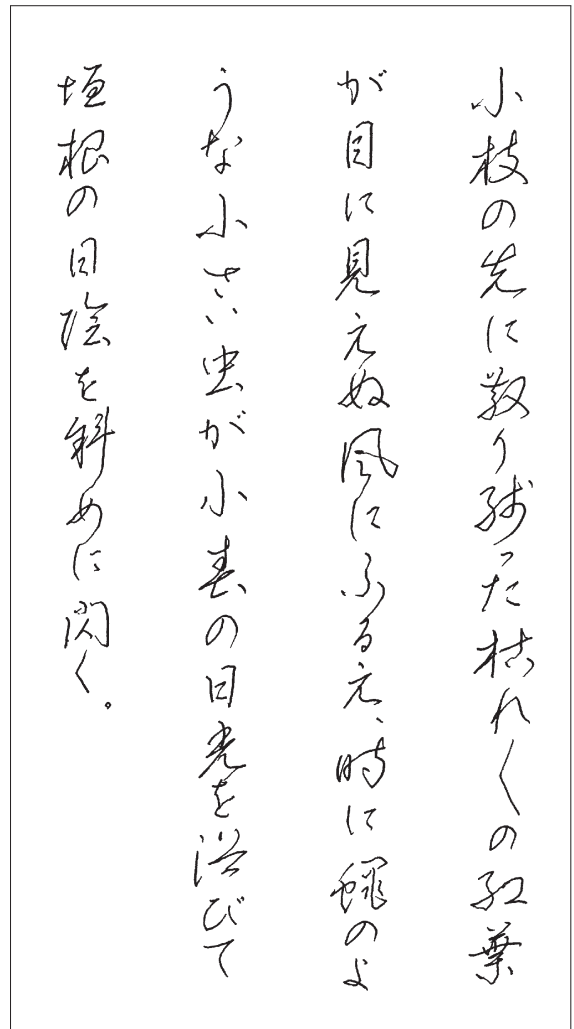 小枝の先に散り残った枯れ〱の紅葉
が目に見えぬ風にふるえ、時に蠅のよ
うな小さい虫が小春の日光を浴びて
垣根の日陰を斜めに閃く。